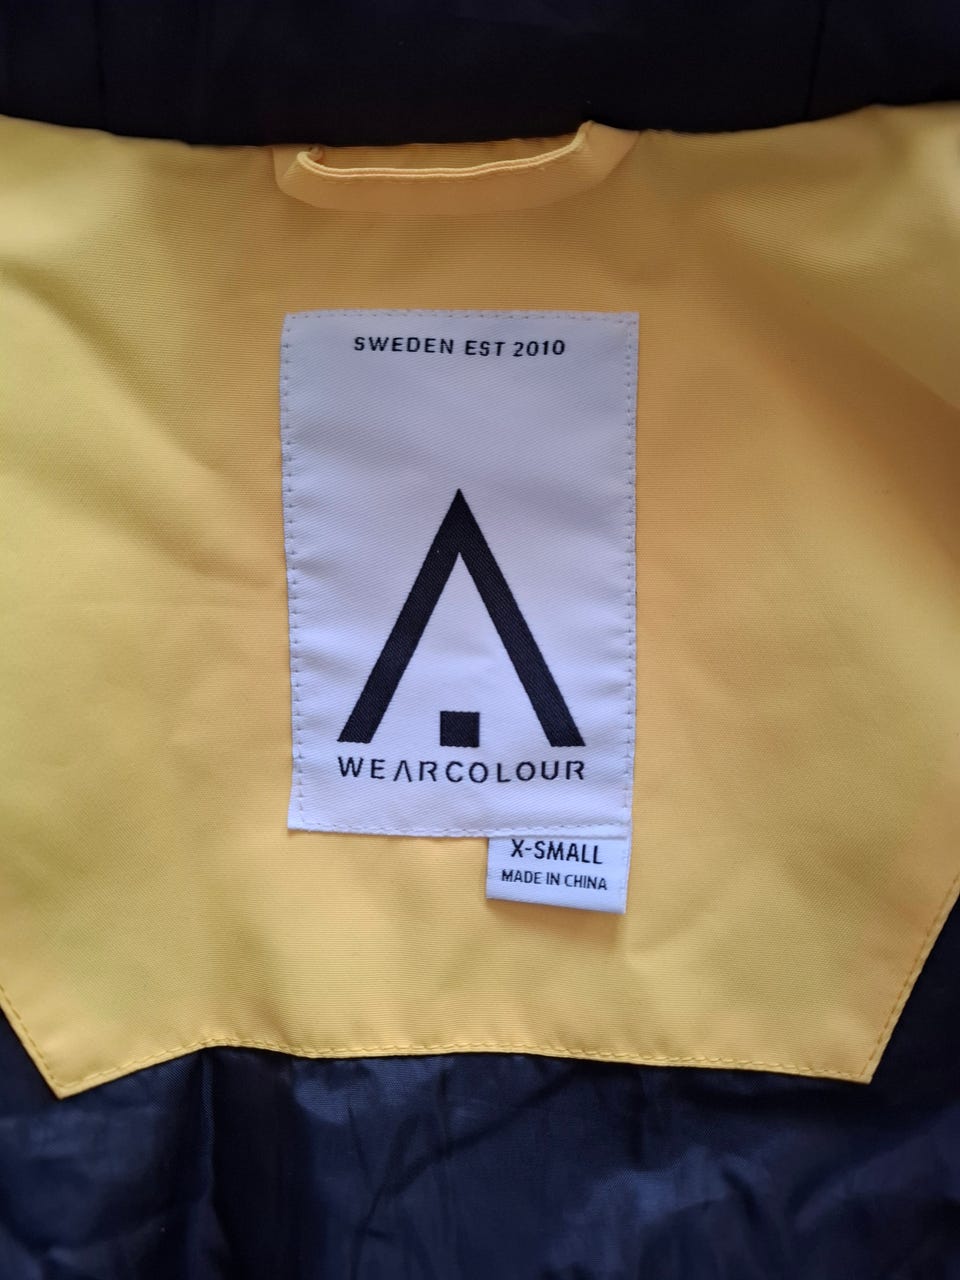 SWEDEN EST 2010
WEARCOLOUR
X-SMALL
MADE IN CHINA